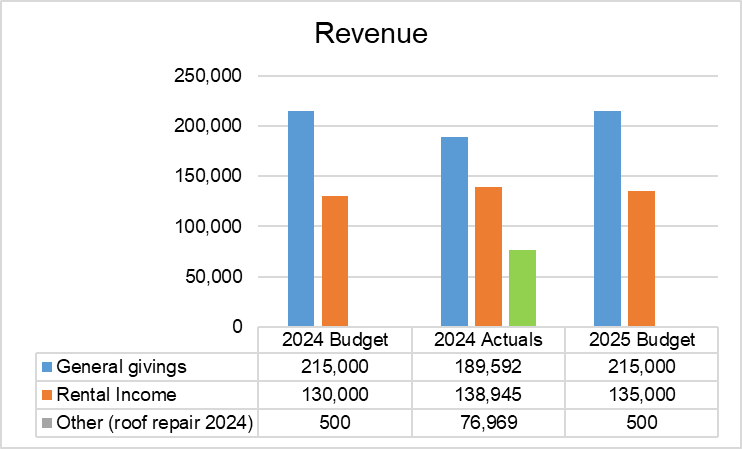 Revenue
250,000
200,000
150,000
100,000
50,000
0
2024 Budget 2024 Actuals 2025 Budget
General givings 215,000 189,592 215,000
Rental Income 130,000 138,945 135,000
Other (roof repair 2024) 500 76,969 500